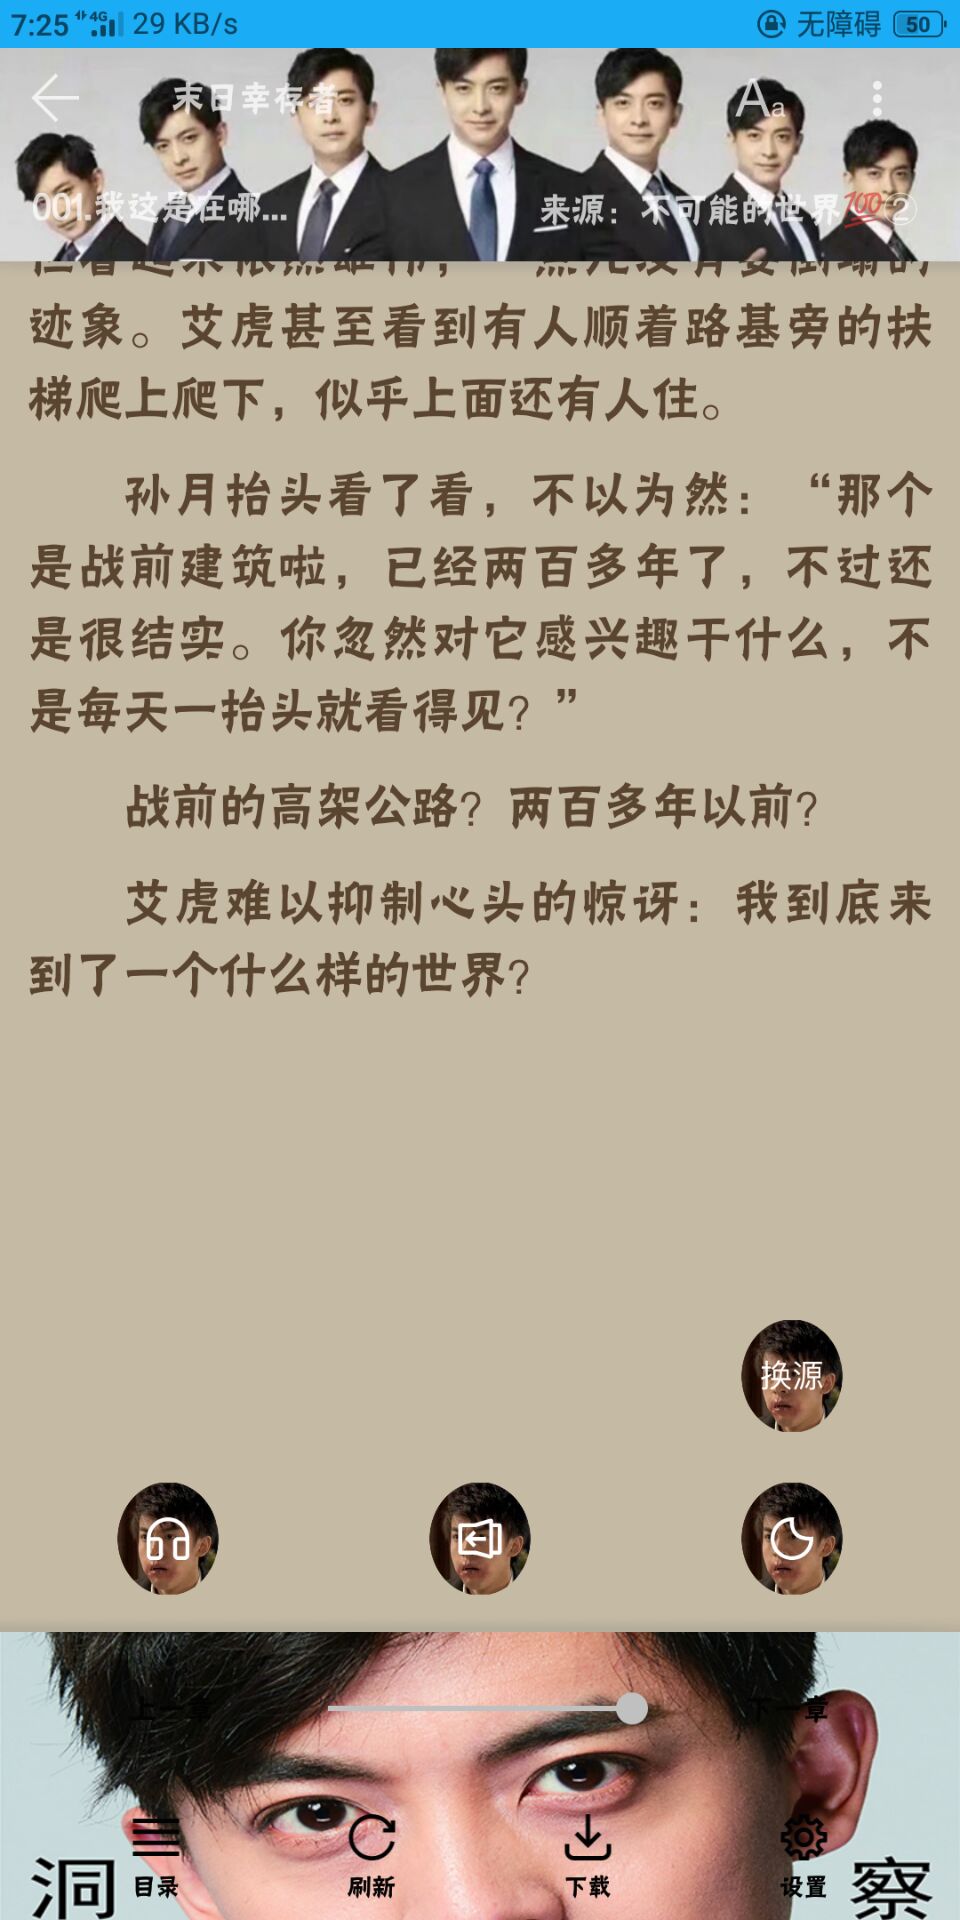 7:25 4G 29 KB/s 无障碍 50
末日幸存者 Aa
001.我这是在哪... 来源：不可能的世界💯②
迹象。艾虎甚至看到有人顺着路基旁的扶
梯爬上爬下，似乎上面还有人住。
孙月抬头看了看，不以为然：“那个
是战前建筑啦，已经两百多年了，不过还
是很结实。你忽然对它感兴趣干什么，不
是每天一抬头就看得见？”
战前的高架公路？两百多年以前？
艾虎难以抑制心头的惊讶：我到底来
到了一个什么样的世界？
换源
上一章 下一章
目录 刷新 下载 设置
洞 察